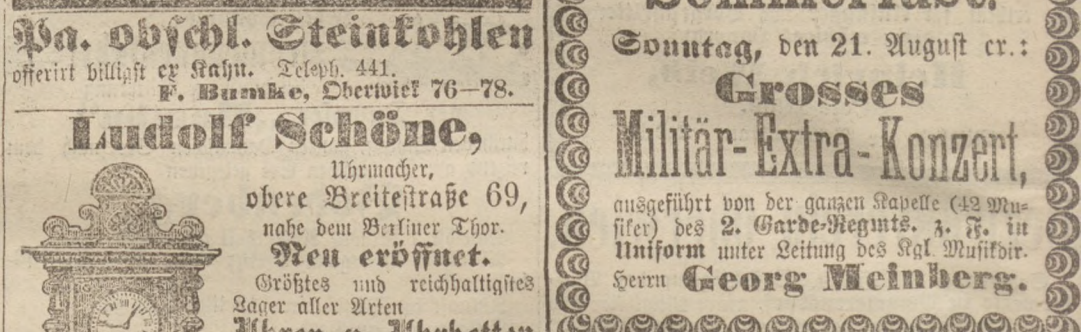 Pa. obschl. Steinkohlen
offerirt billigst ex Kahn. Teleph. 441.
F. Bumke, Oberwiek 76—78.
Ludolf Schöne,
Uhrmacher,
obere Breitestraße 69,
nahe dem Berliner Thor.
Neu eröffnet.
Größtes und reichhaltigstes
Lager aller Arten
Sonntag, den 21. August cr.:
Grosses
Militär-Extra-Konzert,
ausgeführt von der ganzen Kapelle (42 Mu-
siker) des 2. Garde-Regmts. z. F. in
Uniform unter Leitung des Kgl. Musikdir.
Herrn Georg Meinberg.